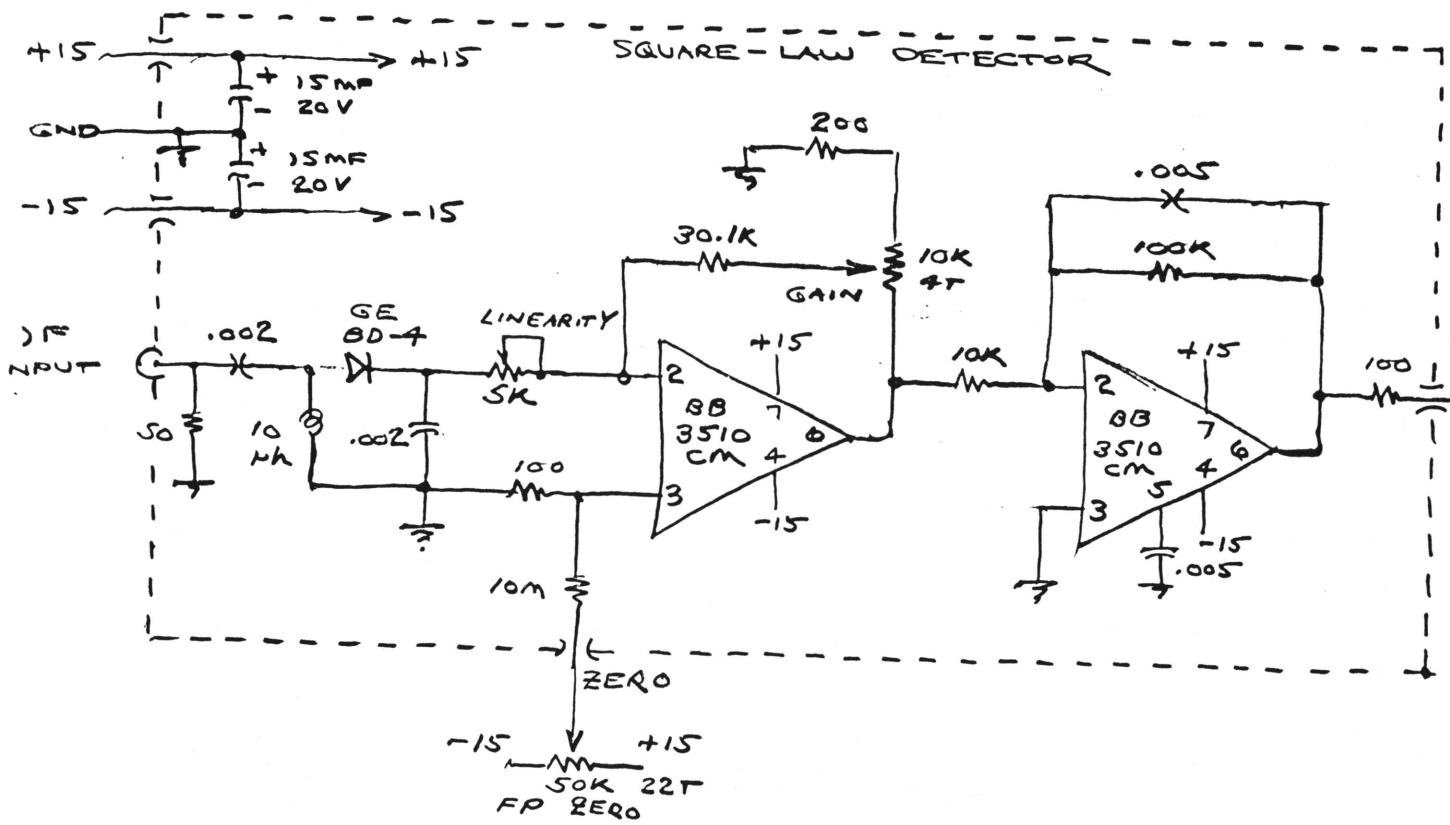 SQUARE-LAW DETECTOR
+15
+15
+
15MF
-
20V
GND
+
15MF
-
20V
-15
-15
200
.005
30.1K
10K
4T
GAIN
100K
IF
INPUT
.002
GE
BD-4
LINEARITY
5K
50
10
μh
.002
100
2
BB
3510
CM
3
+15
7
6
4
-15
10K
2
BB
3510
CM
3
+15
7
6
4
5
-15
.005
100
10M
ZERO
-15
+15
50K 22T
FP ZERO